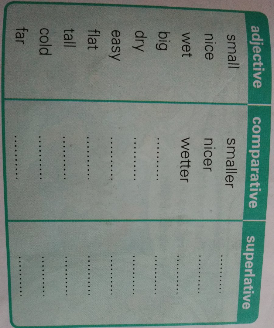 adjective comparative superlative
small smaller ..........
nice nicer ..........
wet wetter ..........
big .......... ..........
dry .......... ..........
easy .......... ..........
flat .......... ..........
tall .......... ..........
cold .......... ..........
far .......... ..........